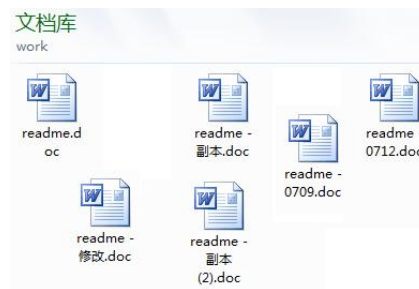 文档库
work
readme.d
oc
readme -
副本.doc
readme -
0709.doc
readme
0712.doc
readme -
修改.doc
readme -
副本
(2).doc